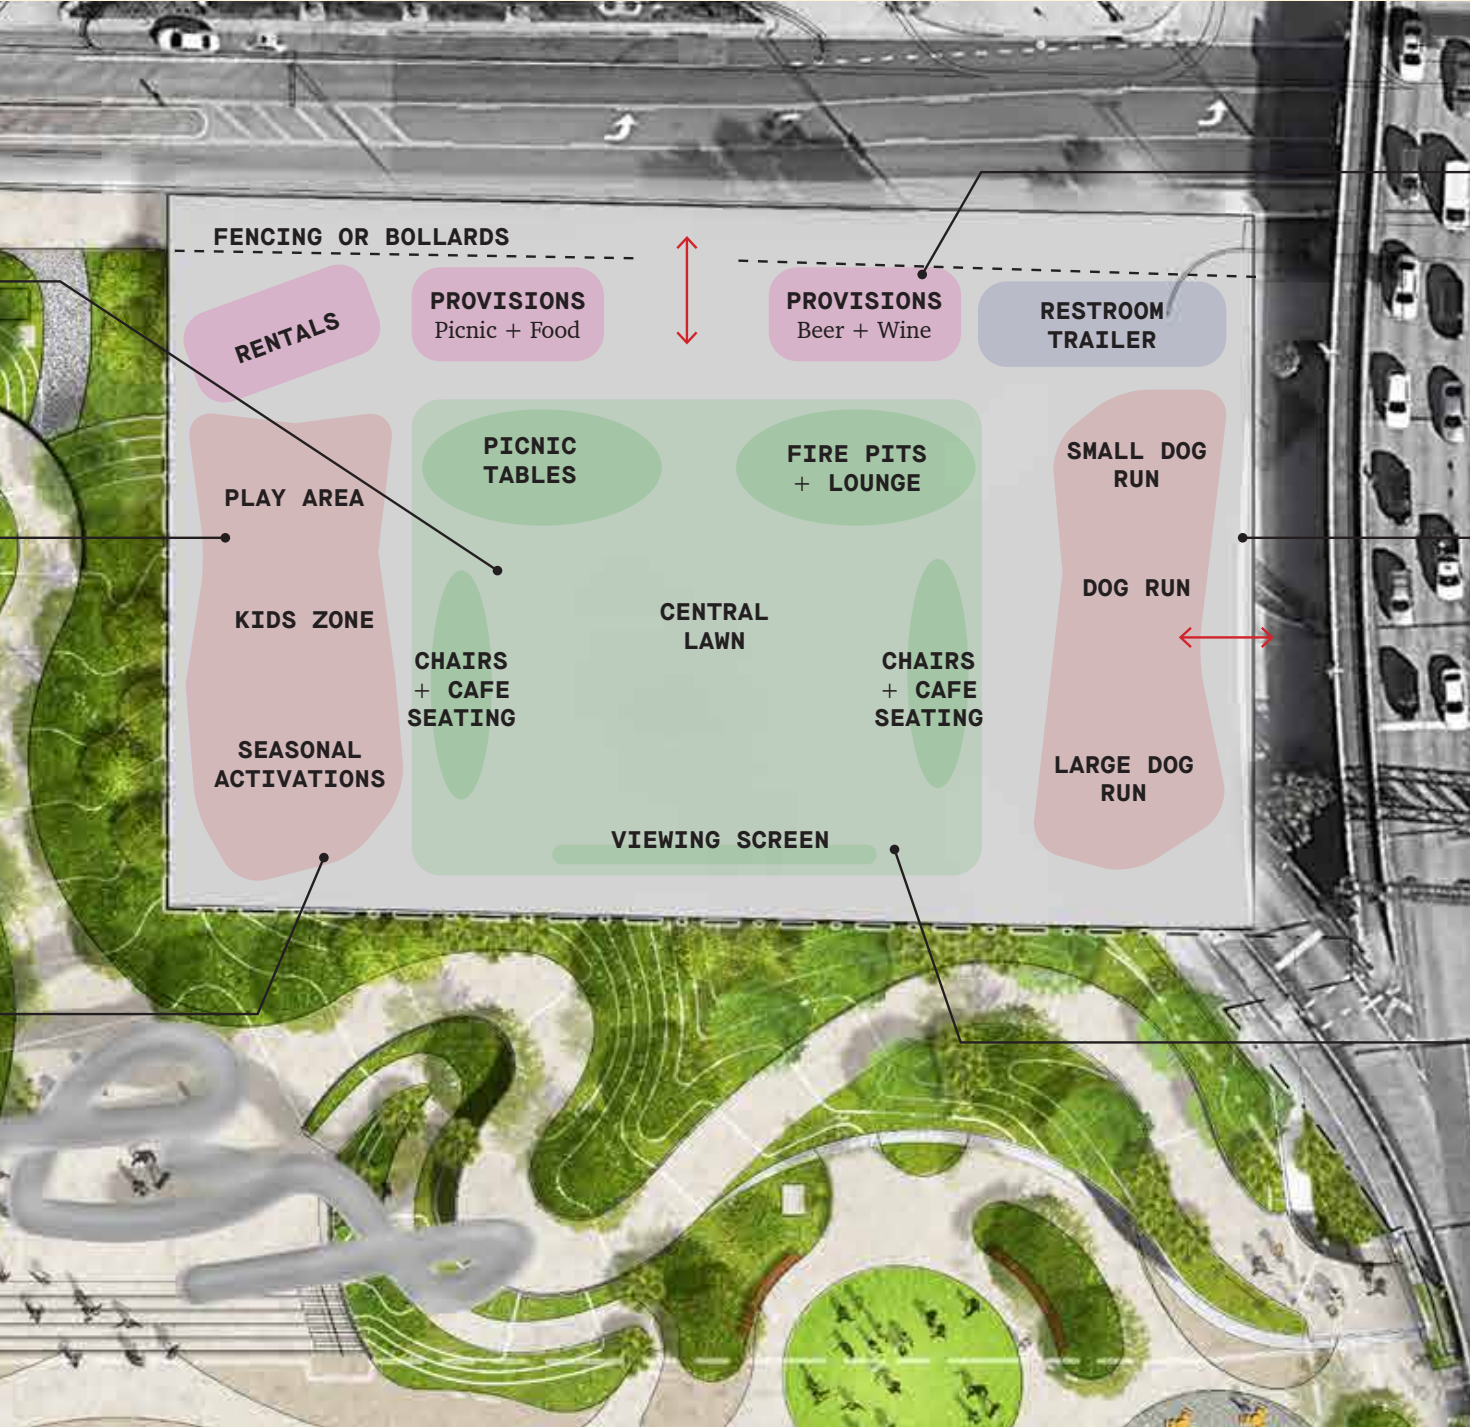 FENCING OR BOLLARDS
RENTALS
PROVISIONS
Picnic + Food
PROVISIONS
Beer + Wine
RESTROOM
TRAILER
PICNIC
TABLES
FIRE PITS
+ LOUNGE
SMALL DOG
RUN
PLAY AREA
DOG RUN
KIDS ZONE
CENTRAL
LAWN
CHAIRS
+ CAFE
SEATING
CHAIRS
+ CAFE
SEATING
SEASONAL
ACTIVATIONS
LARGE DOG
RUN
VIEWING SCREEN